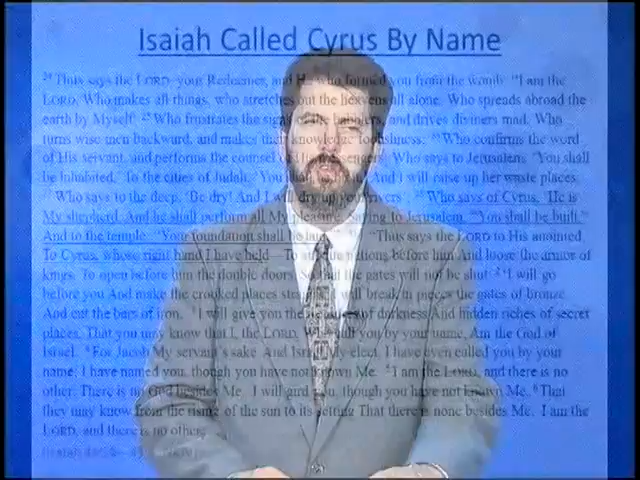 Isaiah Called Cyrus By Name
24 Thus says the LORD, your Redeemer, and He who formed you from the womb: "I am the
LORD, Who makes all things, who stretches out the heavens all alone, Who spreads abroad the
earth by Myself; 25 Who frustrates the signs and drives diviners mad; Who
turns wise men backward, and makes their knowledge foolishness; 26 Who confirms the word
of His servant, and performs the counsel of His messengers; Who says to Jerusalem, 'You shall
be inhabited,' To the cities of Judah, 'You shall be And I will raise up her waste places;
27 Who says to the deep, 'Be dry! And I will dry up your rivers'; 28 Who says of Cyrus, 'He is
My shepherd, And he shall perform all My pleasure, Saying to Jerusalem, "You shall be built,"
And to the temple, "Your foundation shall be laid." "Thus says the LORD to His anointed,
To Cyrus, whose right hand I have held— To subdue nations before him And loose the armor of
kings, To open before him the double doors, So that the gates will not be shut: 2 'I will go
before you And make the crooked places straight; I will break in pieces the gates of bronze
And cut the bars of iron. 3 I will give you the treasures of darkness And hidden riches of secret
places, That you may know that I, the LORD, Who call you by your name, Am the God of
Israel. 4 For Jacob My servant's sake, And Israel My elect, I have even called you by your
name; I have named you, though you have not known Me. 5 I am the LORD, and there is no
other; There is no God besides Me. I will gird you, though you have not known Me, 6 That
they may know from the rising of the sun to its setting That there is none besides Me. I am the
LORD, and there is no other;